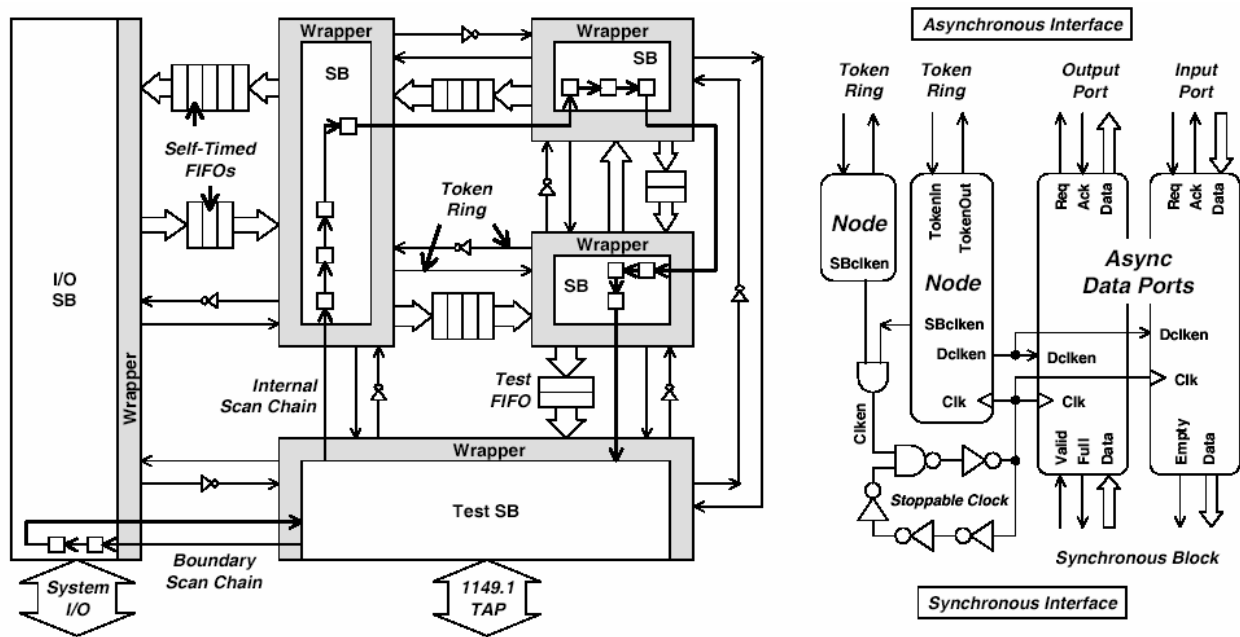 Wrapper
SB
Wrapper
SB
Self-Timed
FIFOs
Token
Ring
Wrapper
SB
I/O
SB
Wrapper
Internal
Scan Chain
Test
FIFO
Wrapper
Test SB
Boundary
Scan Chain
System
I/O
1149.1
TAP
Asynchronous Interface
Token
Ring
Token
Ring
Output
Port
Input
Port
Node
SBclken
TokenIn
TokenOut
Node
SBclken
Dclken
Clk
Req
Ack
Data
Req
Ack
Data
Async
Data Ports
Dclken
Dclken
Clk
Clk
Clken
Valid
Full
Data
Empty
Data
Stoppable Clock
Synchronous Block
Synchronous Interface